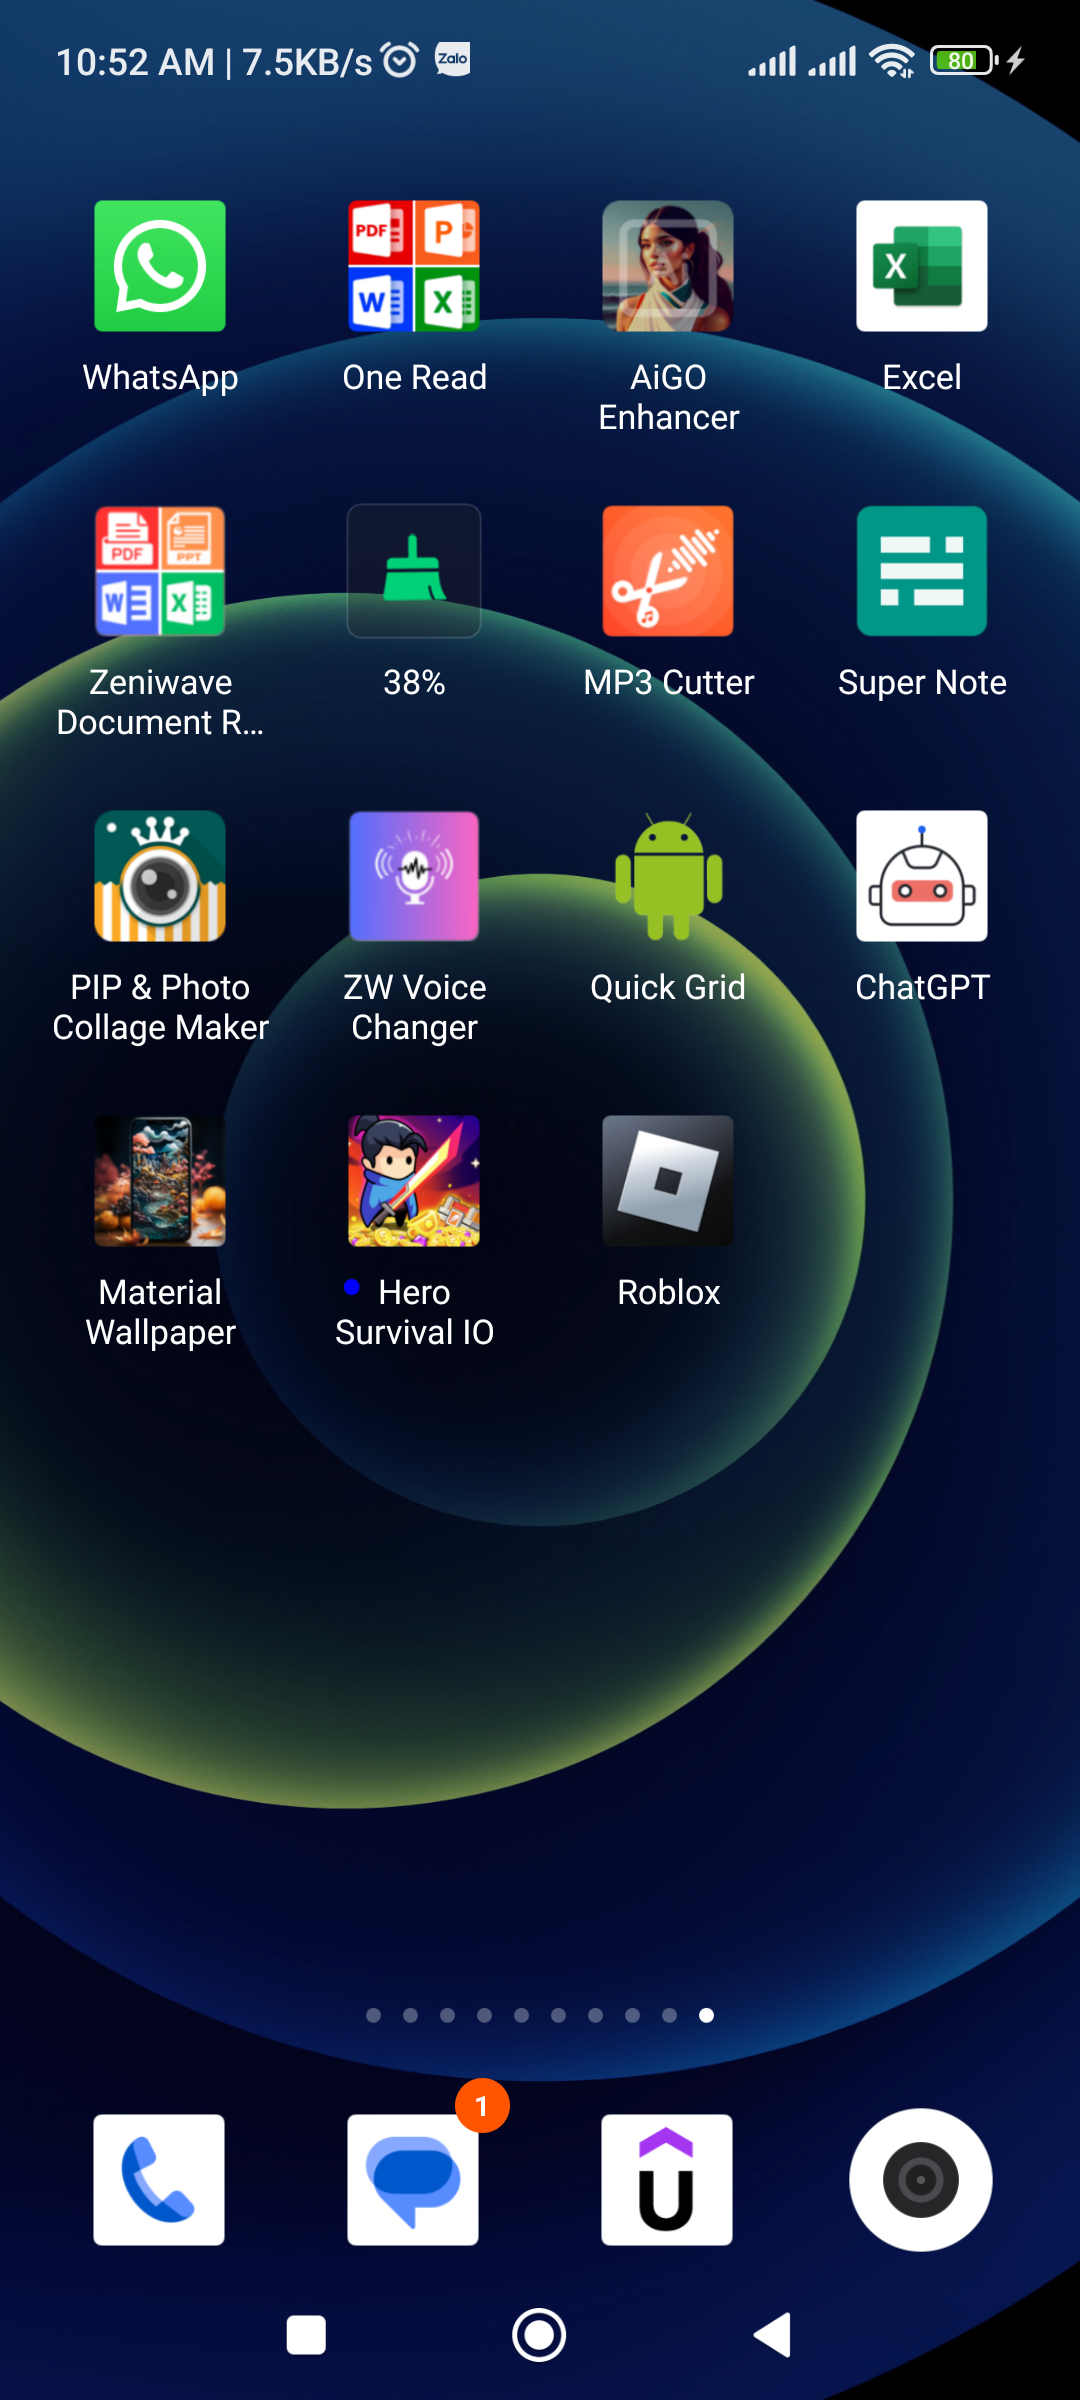 10:52 AM | 7.5KB/s Zalo 80
PDF P
W X
X
WhatsApp
One Read
AiGO
Enhancer
Excel
PDF PPT
W X
Zeniwave
Document R...
38%
MP3 Cutter
Super Note
PIP & Photo
Collage Maker
ZW Voice
Changer
Quick Grid
ChatGPT
Material
Wallpaper
Hero
Survival IO
Roblox
1